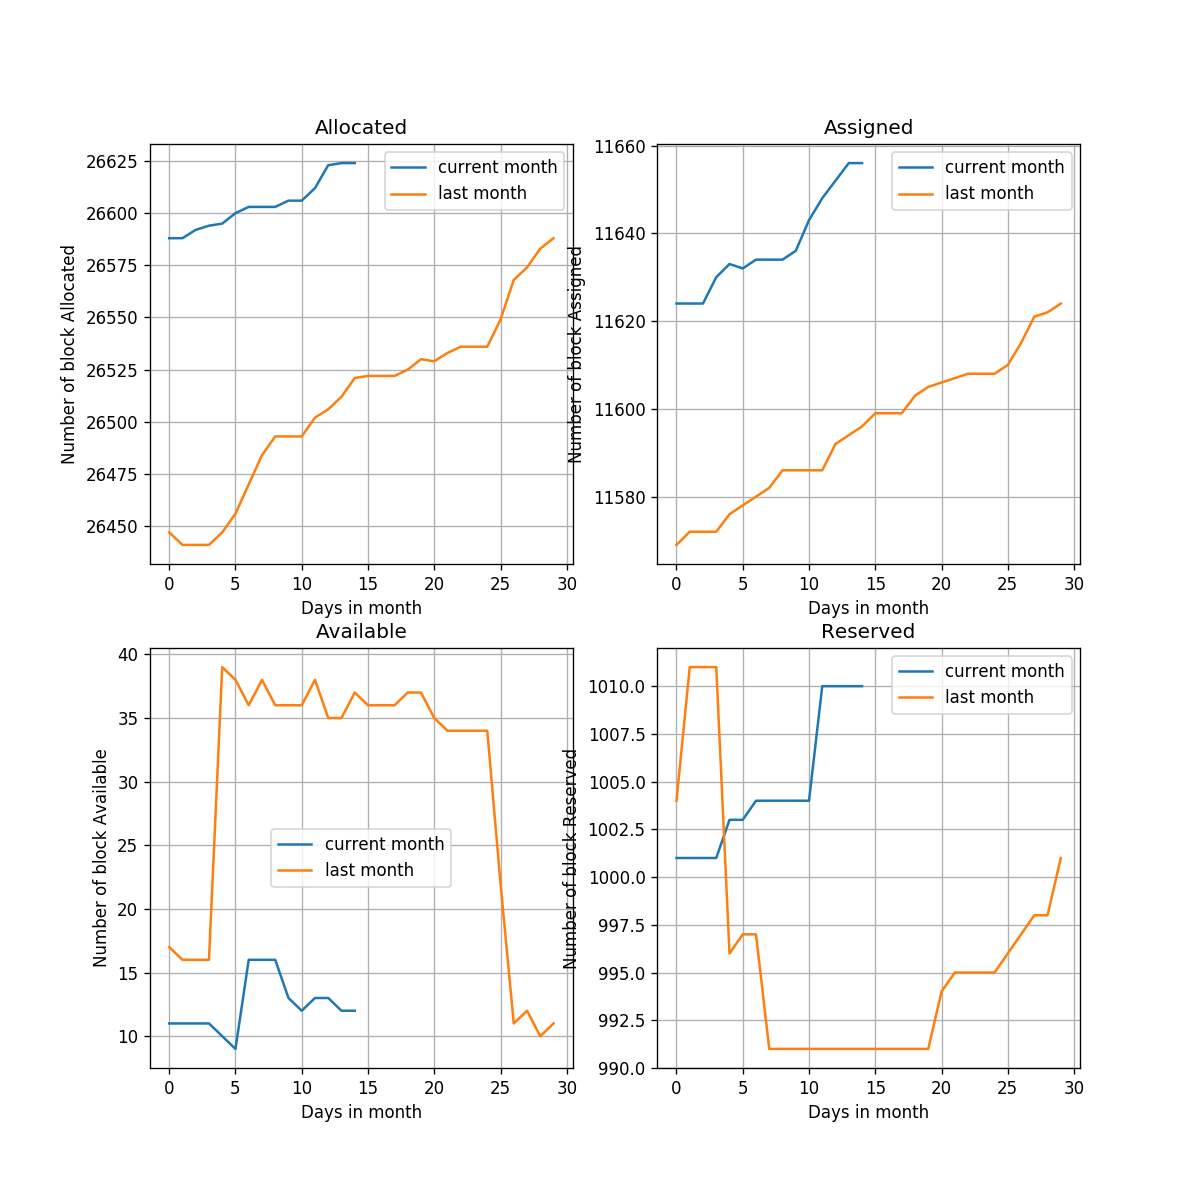 Allocated
Number of block Allocated
26625
26600
26575
26550
26525
26500
26475
26450
current month
last month
0 5 10 15 20 25 30
Days in month
Assigned
Number of block Assigned
11660
11640
11620
11600
11580
current month
last month
0 5 10 15 20 25 30
Days in month
Available
Number of block Available
40
35
30
25
20
15
10
current month
last month
0 5 10 15 20 25 30
Days in month
Reserved
Number of block Reserved
1010.0
1007.5
1005.0
1002.5
1000.0
997.5
995.0
992.5
990.0
current month
last month
0 5 10 15 20 25 30
Days in month